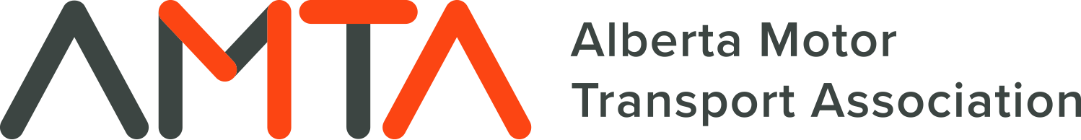 AMTA
Alberta Motor
Transport Association